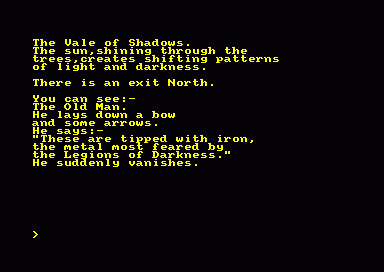 The Vale of Shadows.
The sun,shining through the
trees,creates shifting patterns
of light and darkness.
There is an exit North.
You can see:-
The Old Man.
He lays down a bow
and some arrows.
He says:-
"These are tipped with iron,
the metal most feared by
the Legions of Darkness."
He suddenly vanishes.
>